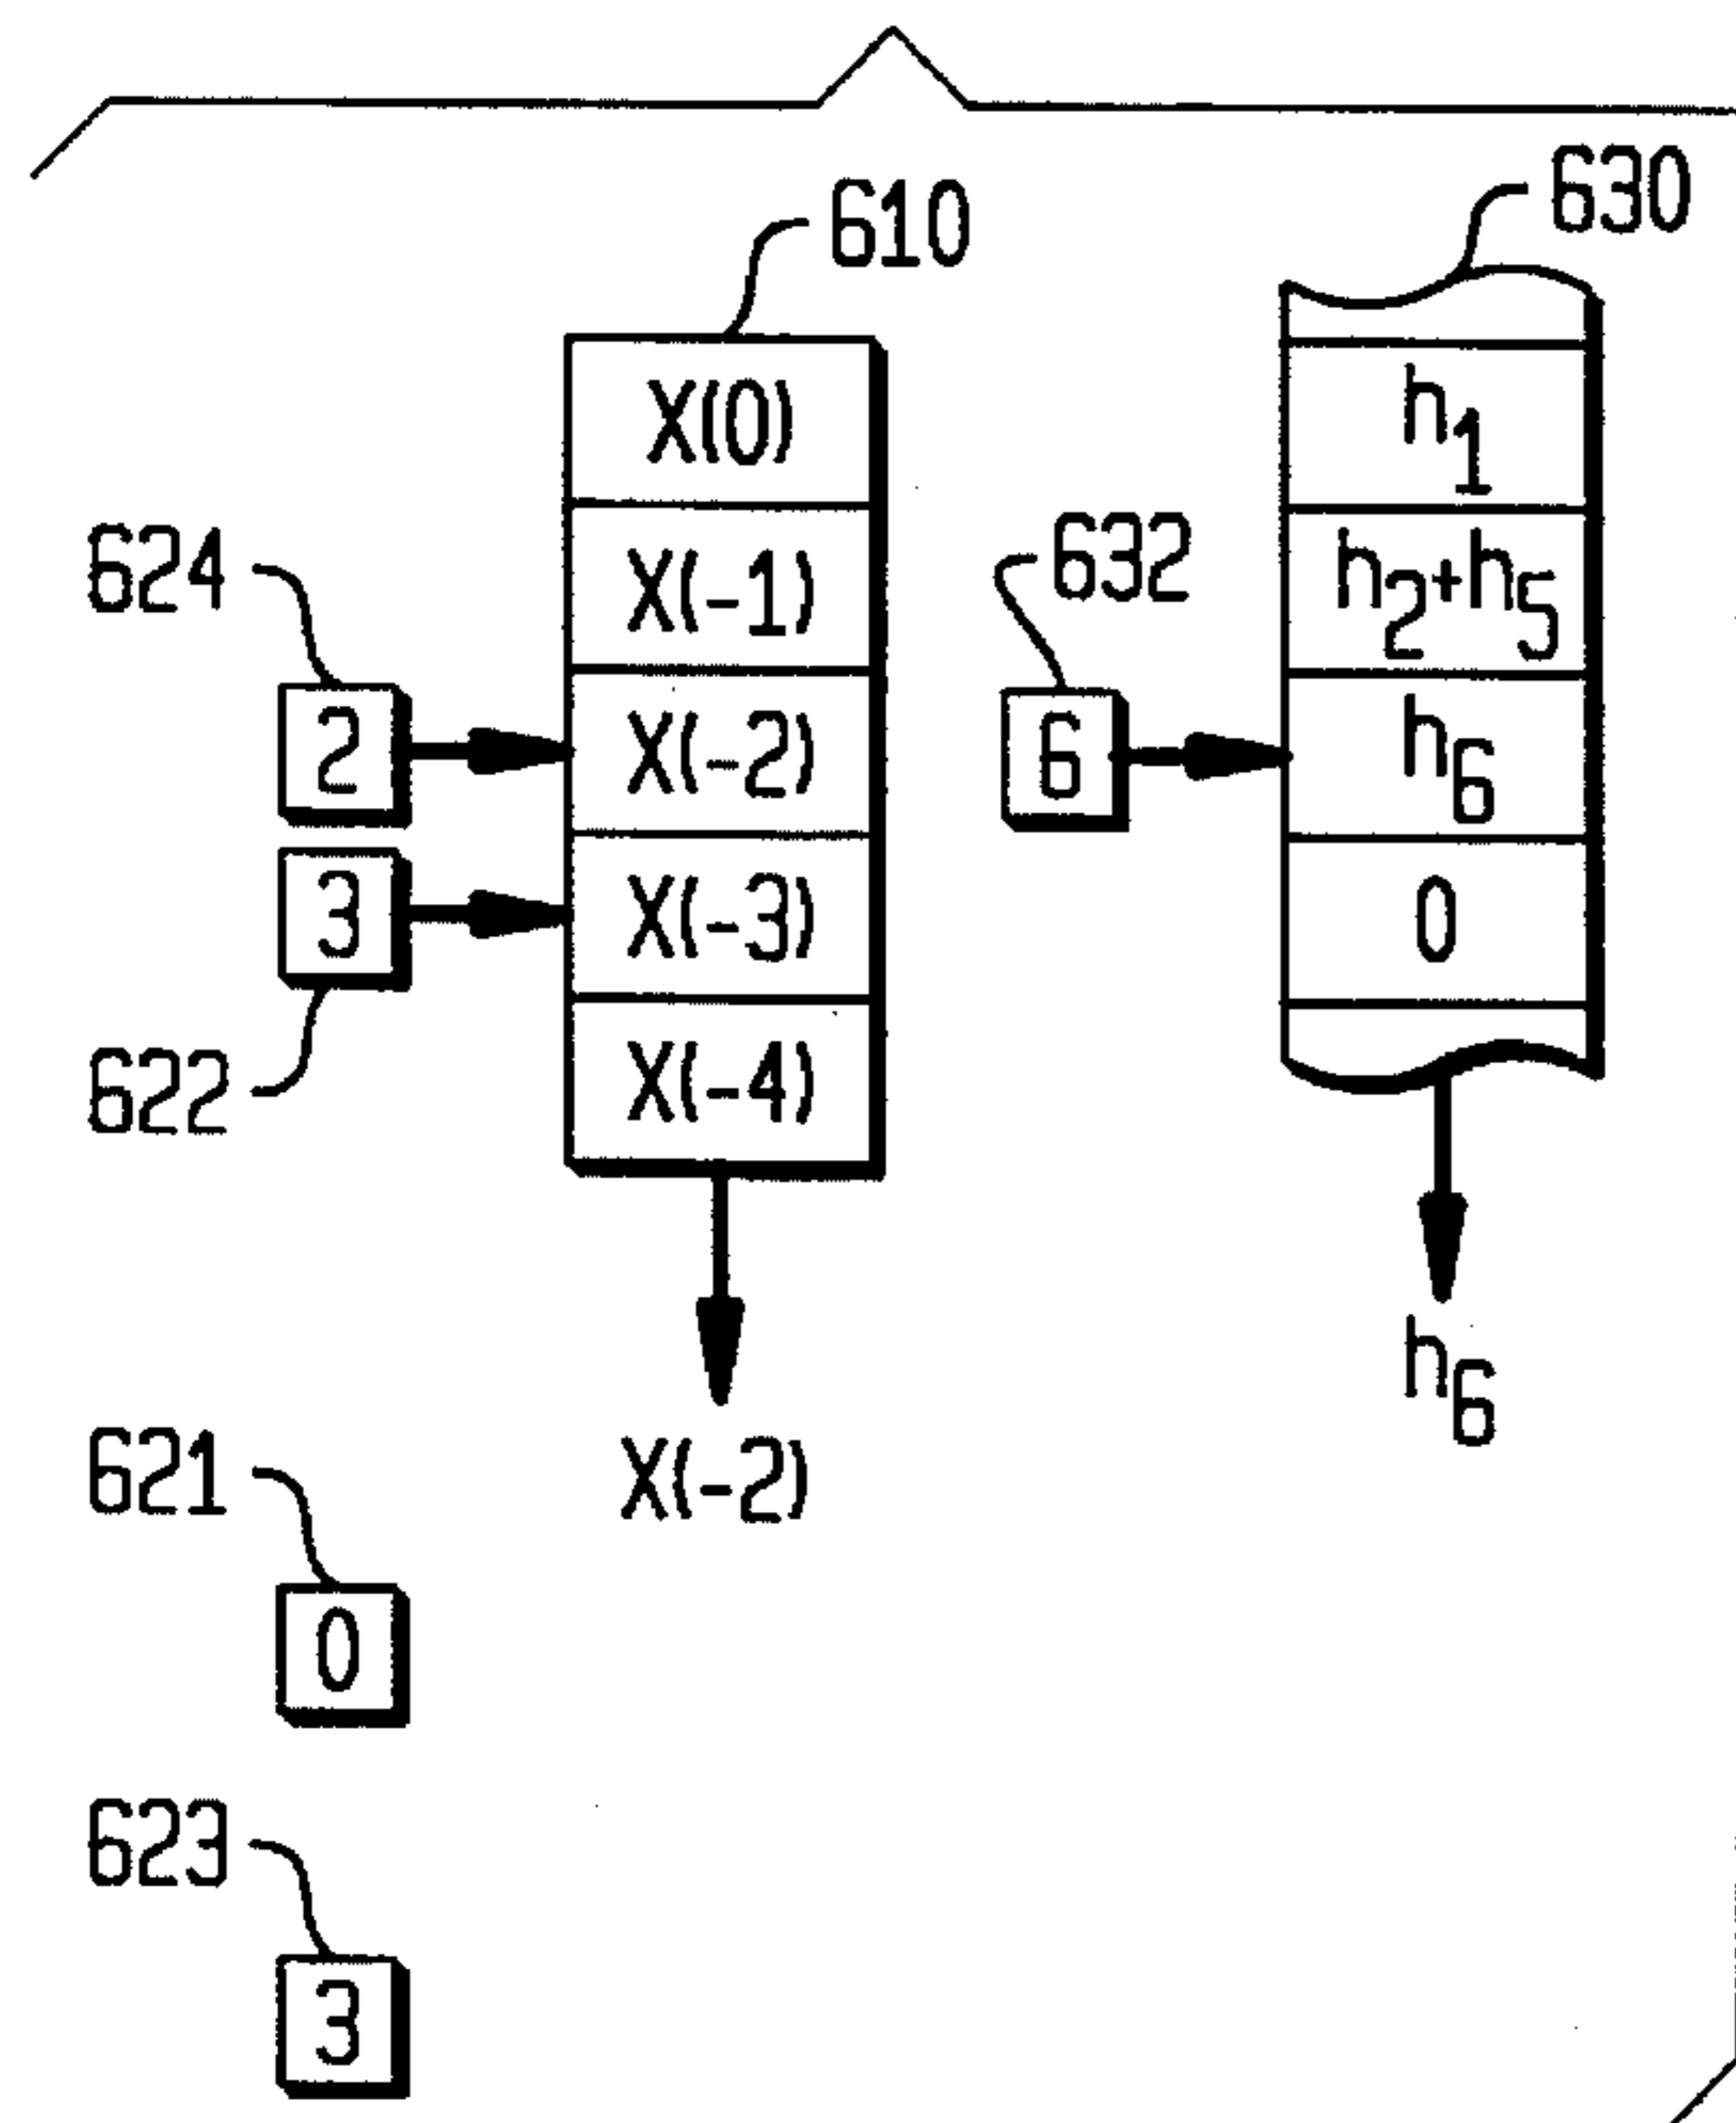 610
630
X(0)
h1
624
X(-1)
632
h2+h5
2
X(-2)
6
h6
3
X(-3)
0
622
X(-4)
h6
621
X(-2)
0
623
3